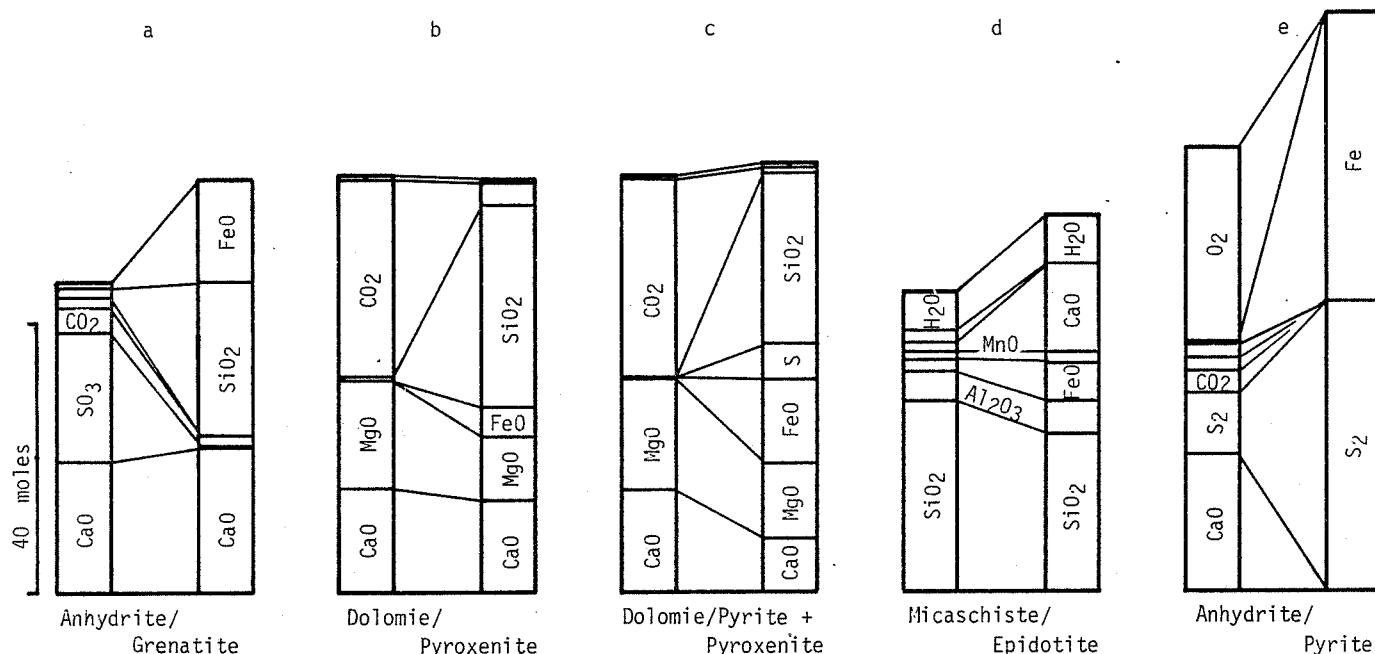 a
b
c
d
e
40 moles
CO2
SO3
CaO
FeO
SiO2
CaO
CO2
MgO
CaO
SiO2
FeO
MgO
CaO
CO2
MgO
CaO
SiO2
S
FeO
MgO
CaO
H2O
SiO2
MnO
Al2O3
H2O
CaO
FeO
SiO2
O2
CO2
S2
CaO
Fe
S2
Anhydrite/
Grenatite
Dolomie/
Pyroxenite
Dolomie/Pyrite +
Pyroxenite
Micaschiste/
Epidotite
Anhydrite/
Pyrite